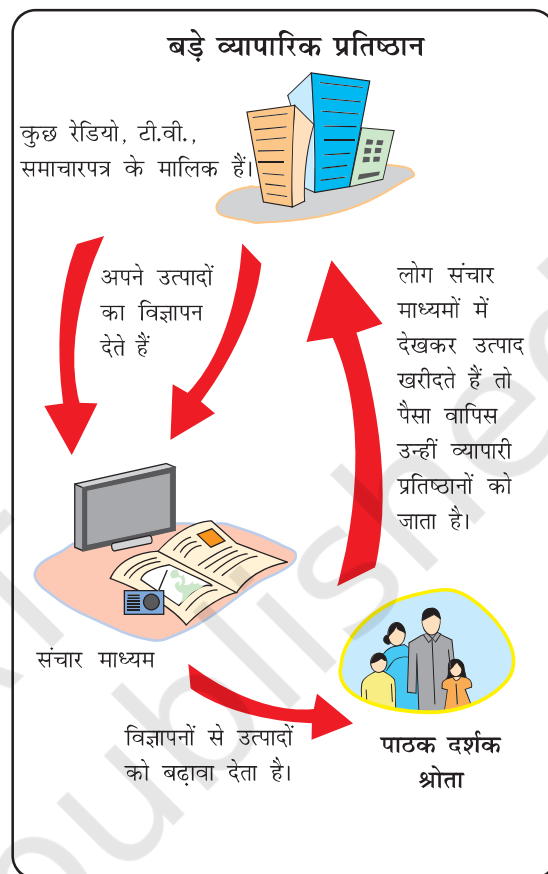 बड़े व्यापारिक प्रतिष्ठान
कुछ रेडियो, टी.वी.,
समाचारपत्र के मालिक हैं।
अपने उत्पादों
का विज्ञापन
देते हैं
लोग संचार
माध्यमों में
देखकर उत्पाद
खरीदते हैं तो
पैसा वापिस
उन्हीं व्यापारी
प्रतिष्ठानों को
जाता है।
संचार माध्यम
विज्ञापनों से उत्पादों
को बढ़ावा देता है।
पाठक दर्शक
श्रोता